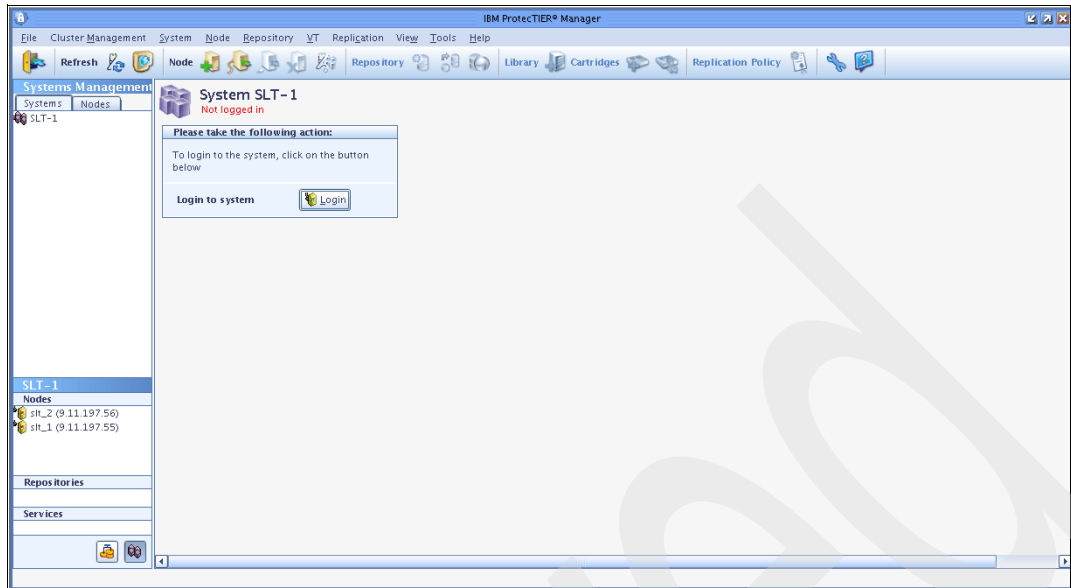 IBM ProtecTIER® Manager
File Cluster Management System Node Repository VT Replication View Tools Help
Refresh Node Repository Library Cartridges Replication Policy
Systems Management
Systems Nodes
SLT-1
System SLT-1
Not logged in
Please take the following action:
To login to the system, click on the button
below
Login to system Login
SLT-1
Nodes
slt_2 (9.11.197.56)
slt_1 (9.11.197.55)
Repositories
Services